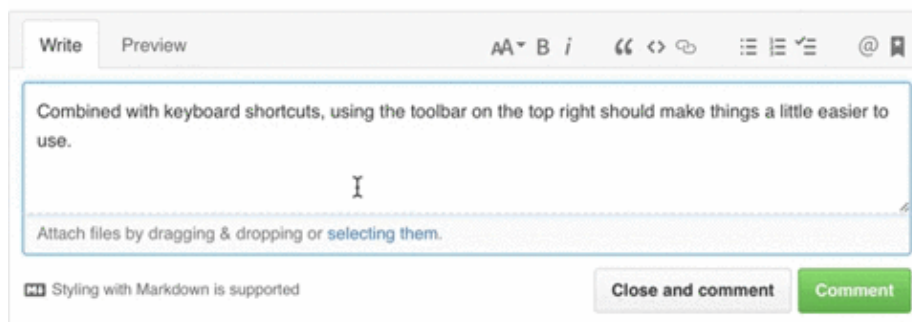 Write Preview AA B i @
Combined with keyboard shortcuts, using the toolbar on the top right should make things a little easier to
use.
Attach files by dragging & dropping or selecting them.
Styling with Markdown is supported Close and comment Comment